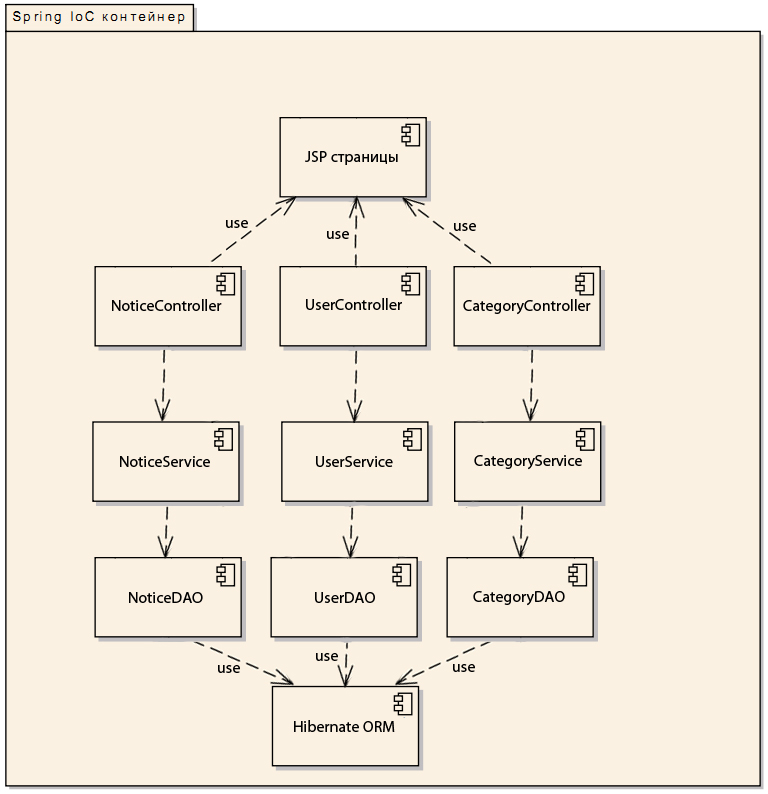 Spring IoC контейнер
JSP страницы
use
use
use
NoticeController
UserController
CategoryController
NoticeService
UserService
CategoryService
NoticeDAO
UserDAO
CategoryDAO
use
use
use
Hibernate ORM